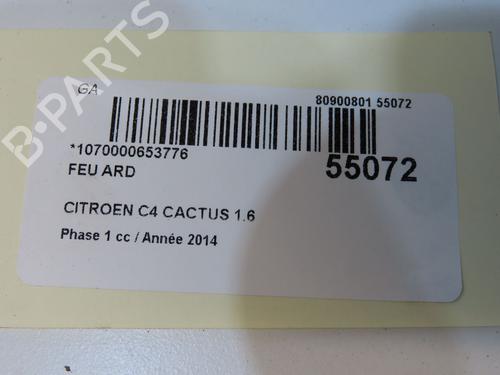 GA
80900801 55072
*1070000653776
55072
FEU ARD
CITROEN C4 CACTUS 1.6
Phase 1 cc / Année 2014
B-PARTS